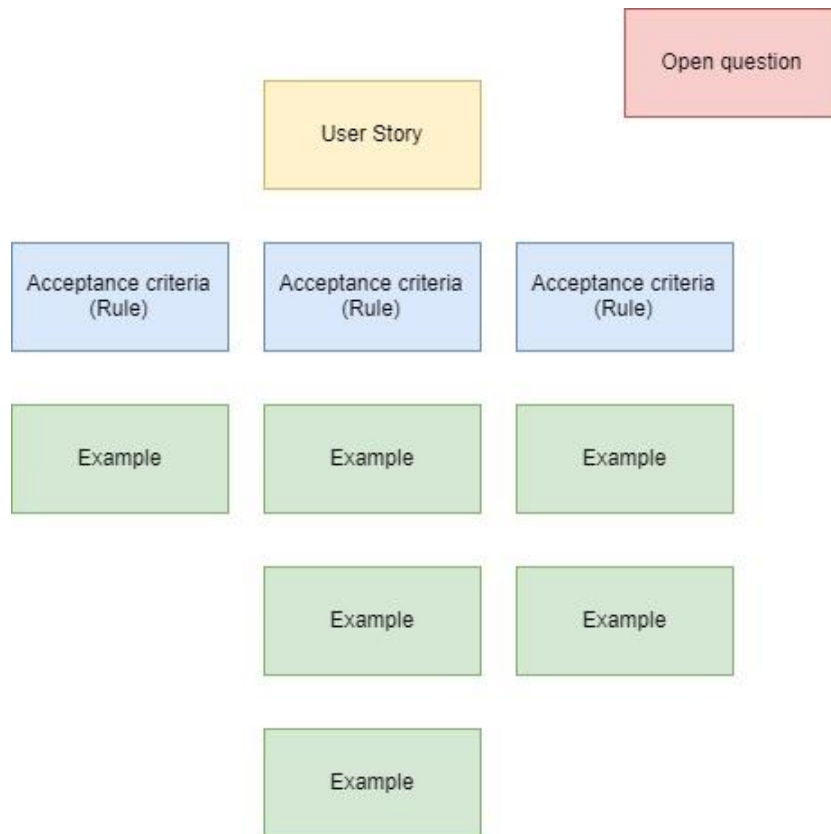 Open question
User Story
Acceptance criteria
(Rule)
Acceptance criteria
(Rule)
Acceptance criteria
(Rule)
Example
Example
Example
Example
Example
Example